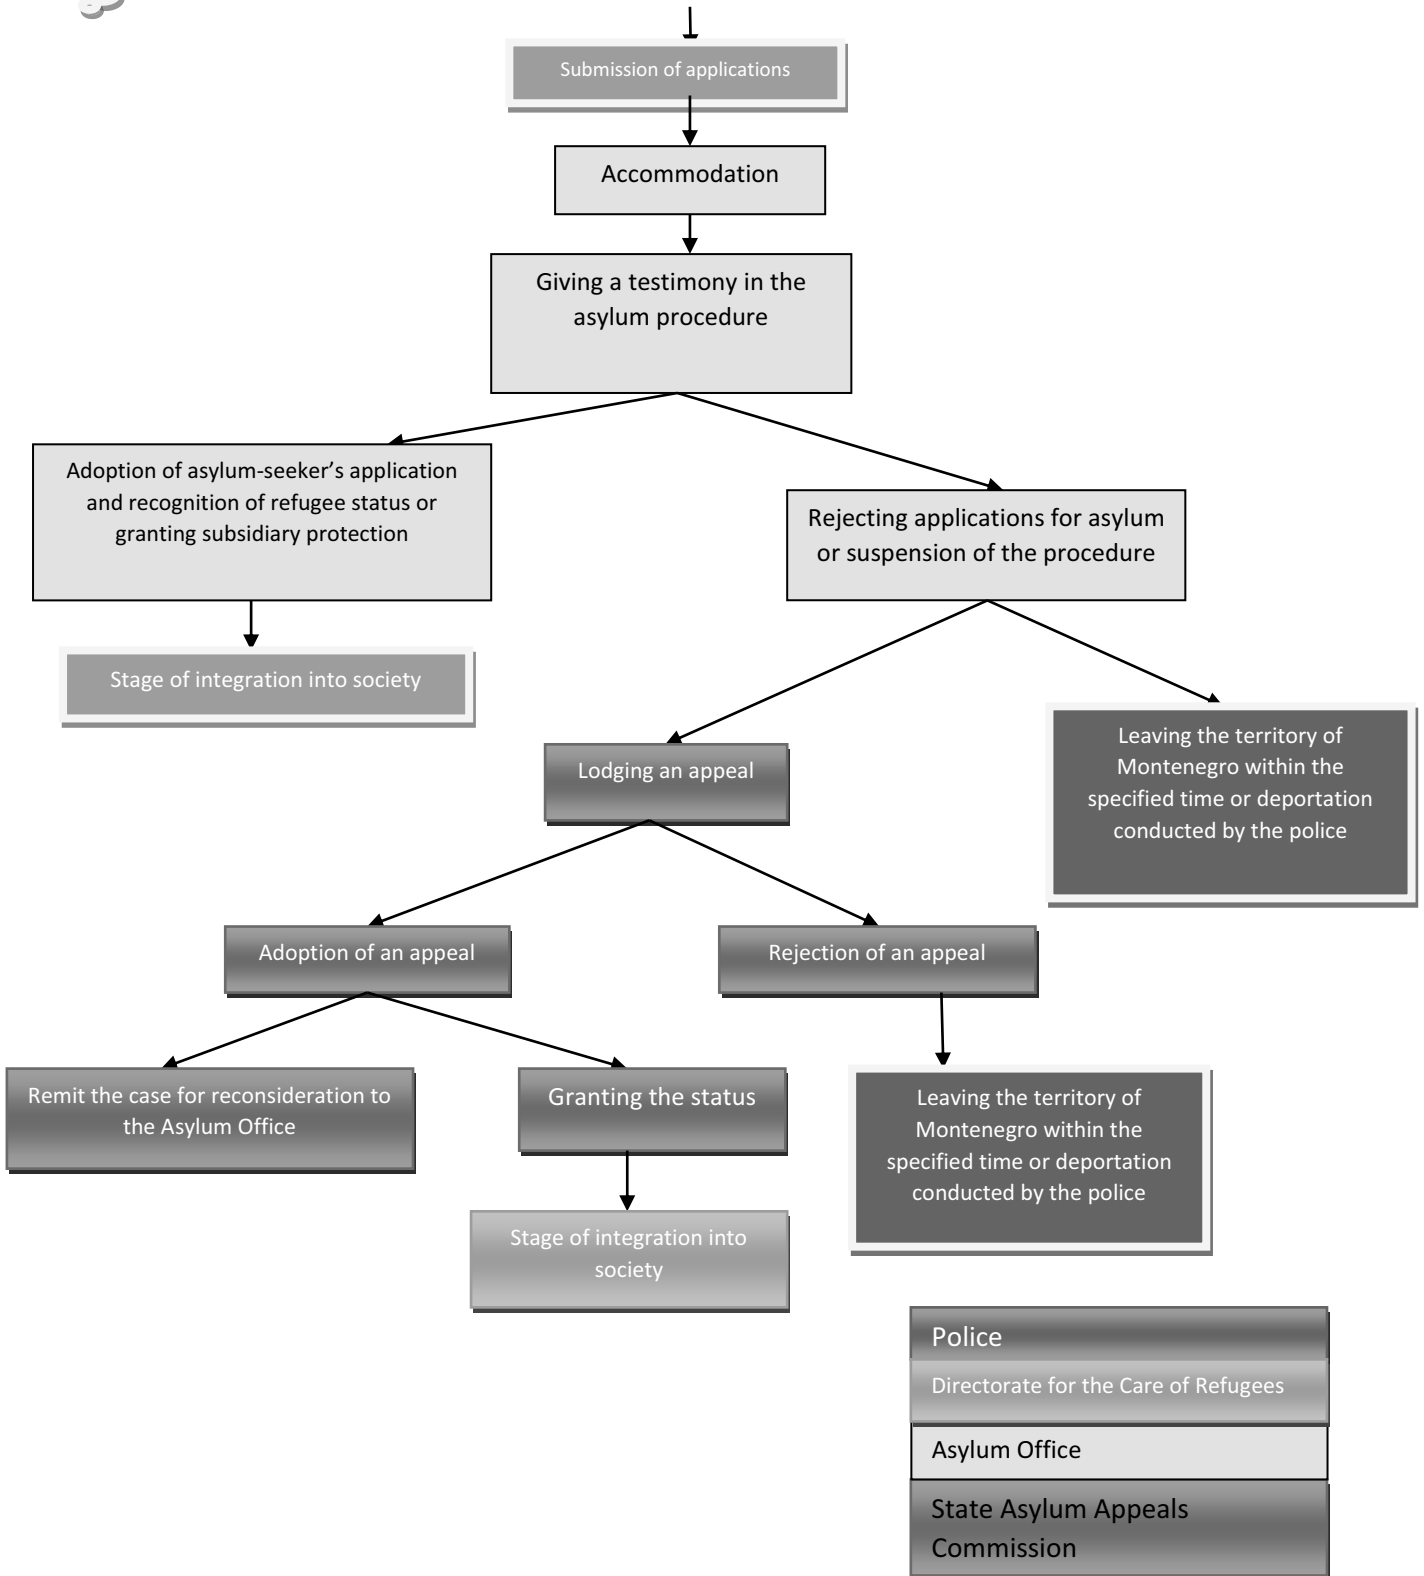 Submission of applications
Accommodation
Giving a testimony in the
asylum procedure
Adoption of asylum-seeker’s application
and recognition of refugee status or
granting subsidiary protection
Rejecting applications for asylum
or suspension of the procedure
Stage of integration into society
Leaving the territory of
Montenegro within the
specified time or deportation
conducted by the police
Lodging an appeal
Adoption of an appeal
Rejection of an appeal
Remit the case for reconsideration to
the Asylum Office
Granting the status
Leaving the territory of
Montenegro within the
specified time or deportation
conducted by the police
Stage of integration into
society
Police
Directorate for the Care of Refugees
Asylum Office
State Asylum Appeals
Commission